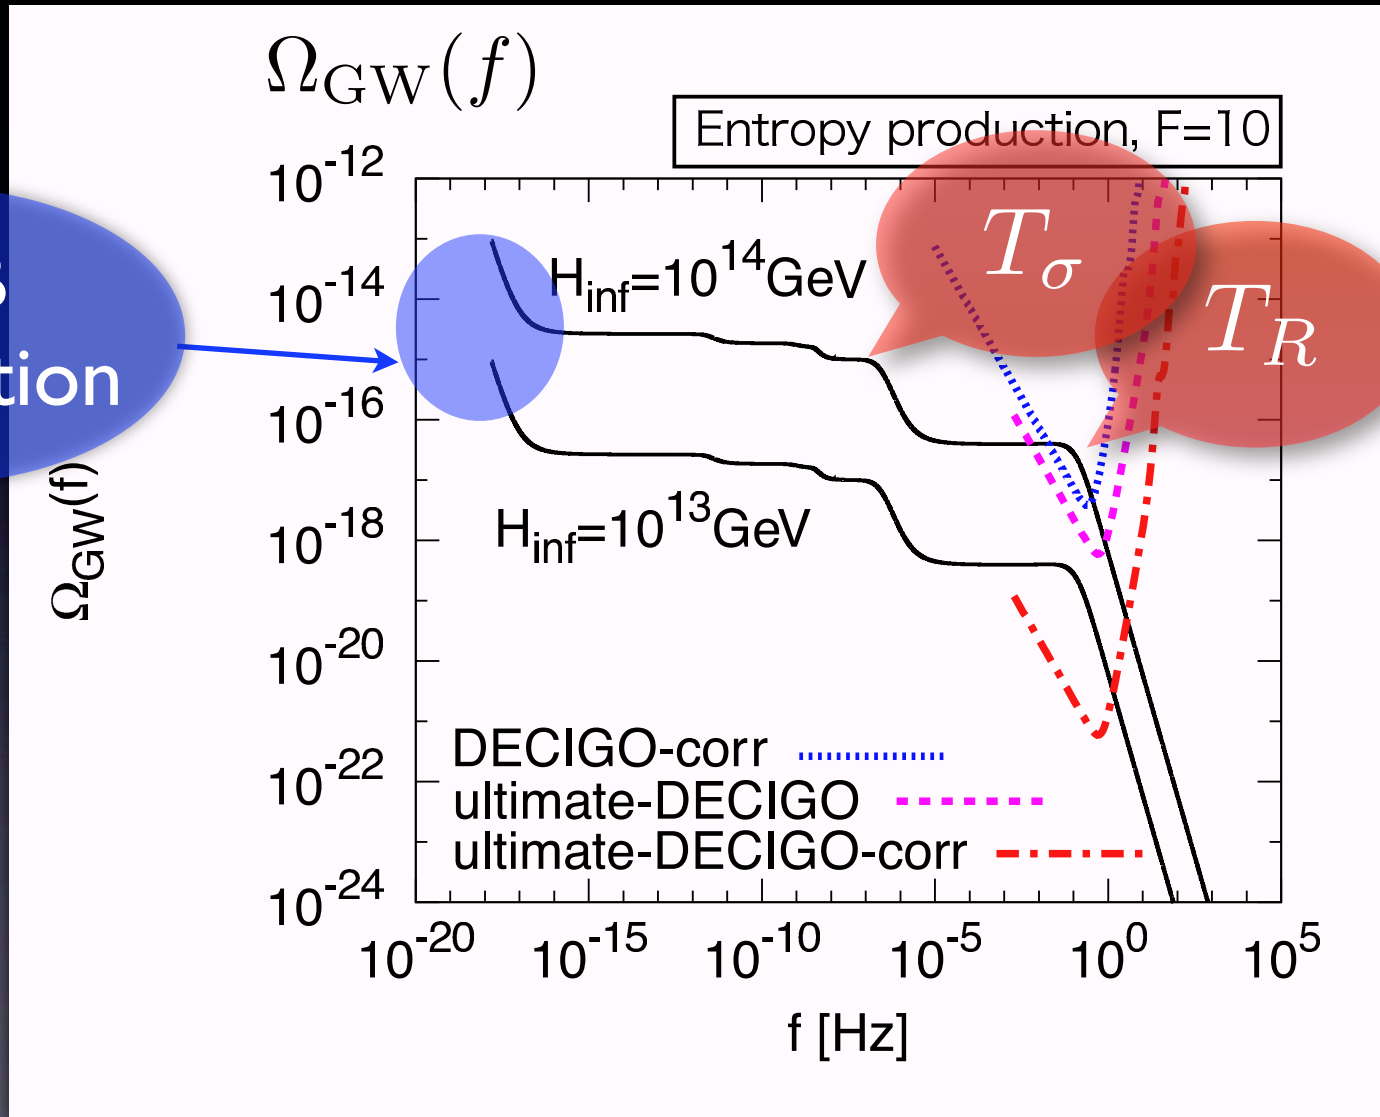 Ω_GW(f)
Entropy production, F=10
10^-12
10^-14
10^-16
10^-18
10^-20
10^-22
10^-24
Ω_GW(f)
H_inf=10^14GeV
H_inf=10^13GeV
T_σ
T_R
DECIGO-corr
ultimate-DECIGO
ultimate-DECIGO-corr
10^-20 10^-15 10^-10 10^-5 10^0 10^5
f [Hz]